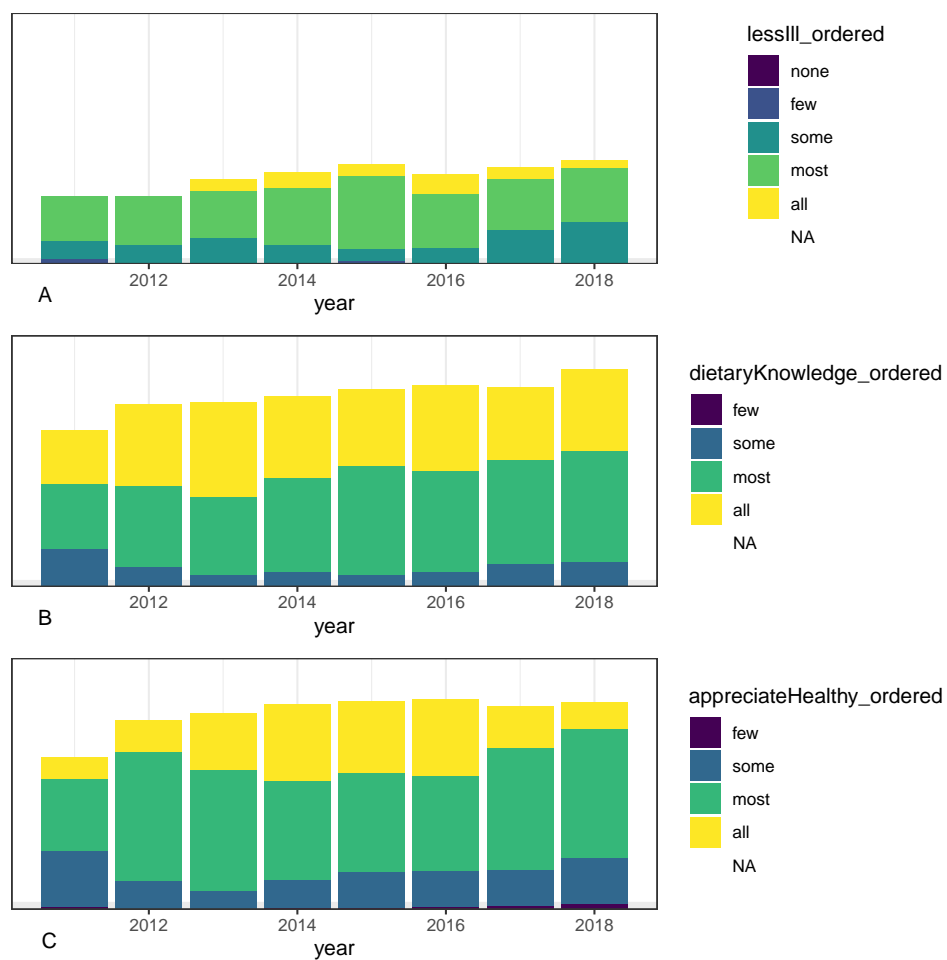 lessIll_ordered
none
few
some
most
all
NA
2012 2014 2016 2018
year
A
dietaryKnowledge_ordered
few
some
most
all
NA
2012 2014 2016 2018
year
B
appreciateHealthy_ordered
few
some
most
all
NA
2012 2014 2016 2018
year
C